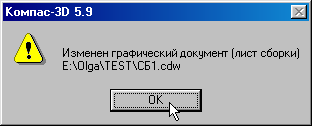 Компас-3D 5.9
Изменен графический документ (лист сборки)
E:\Olga\TEST\СБ1.cdw
OK